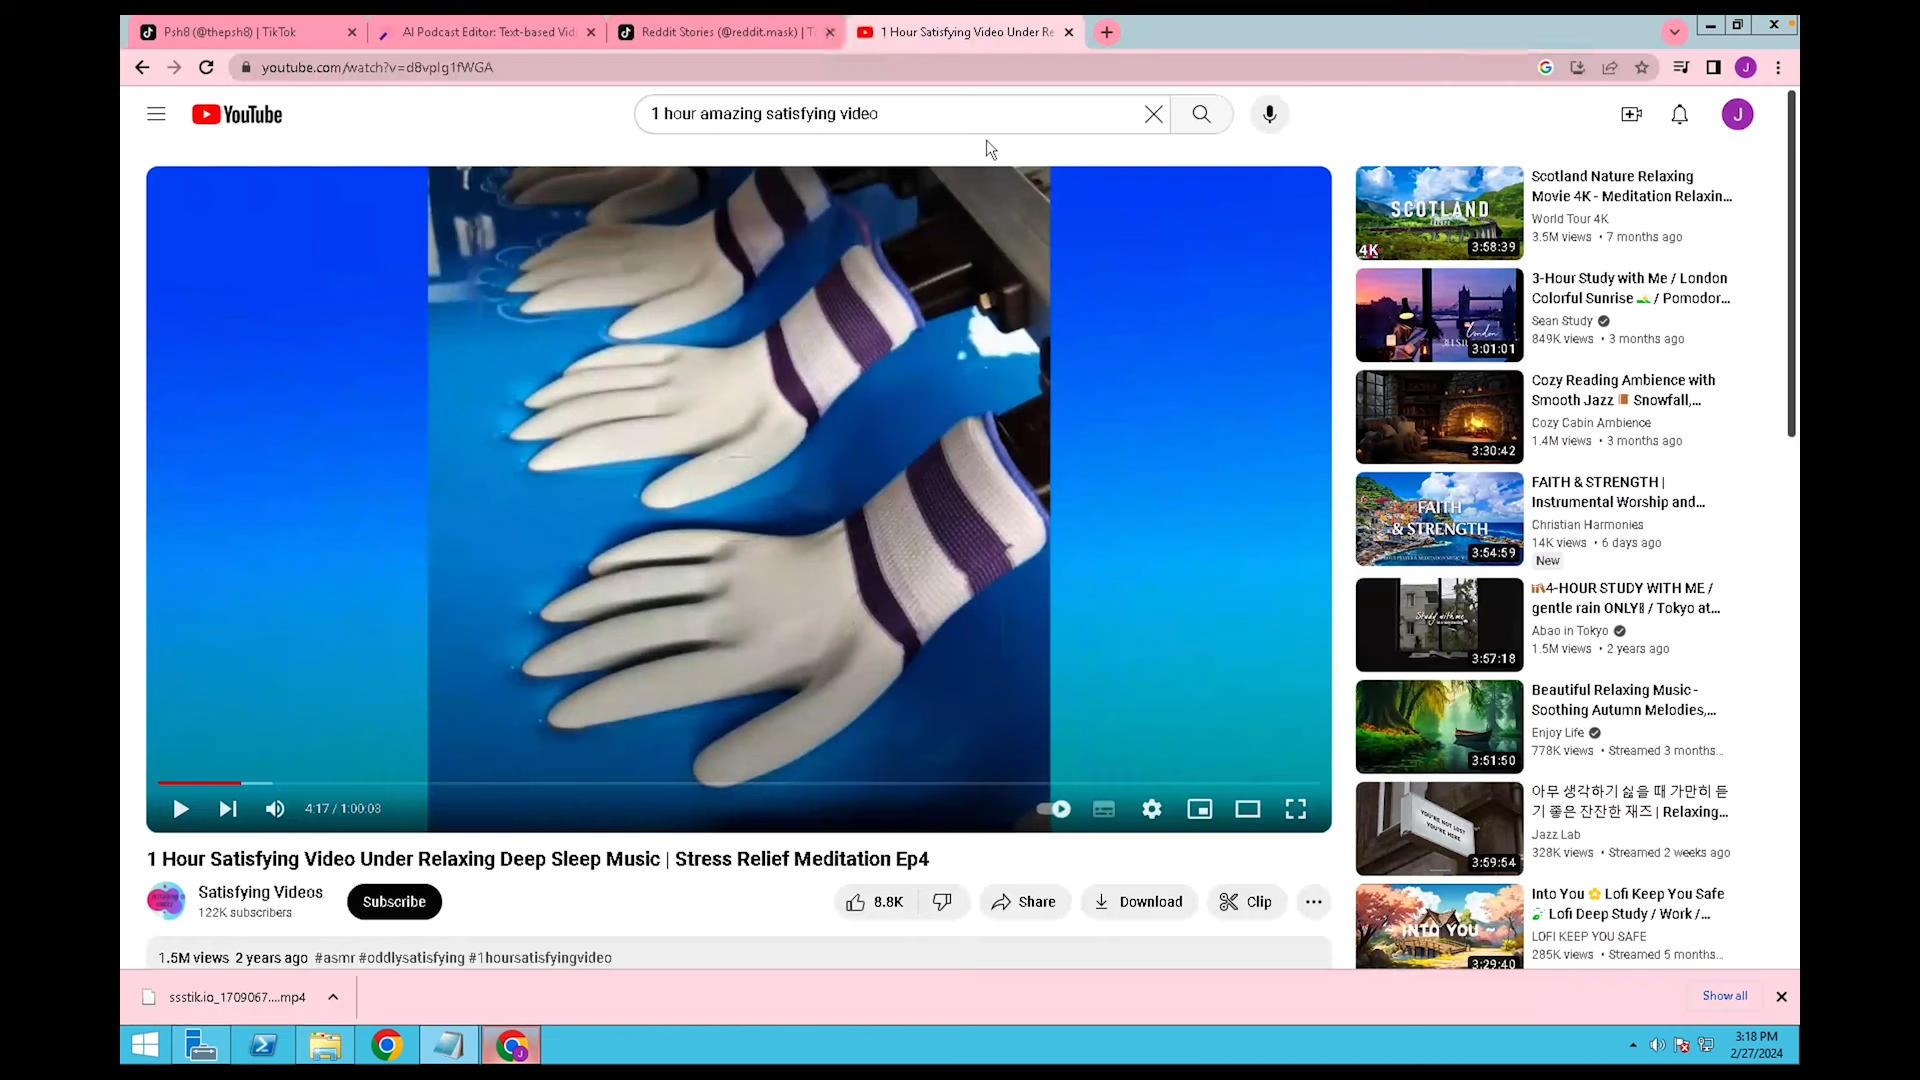 Psh8 (@thepsh8) | TikTok
AI Podcast Editor: Text-based Vid
Reddit Stories (@reddit.mask) | T
1 Hour Satisfying Video Under Re
youtube.com/watch?v=d8vplg1fWGA
YouTube
1 hour amazing satisfying video
J
SCOTLAND
4K
3:58:39
Scotland Nature Relaxing
Movie 4K - Meditation Relaxin...
World Tour 4K
3.5M views • 7 months ago
London
3:01:01
3-Hour Study with Me / London
Colorful Sunrise 🌄 / Pomodor...
Sean Study
849K views • 3 months ago
3:30:42
Cozy Reading Ambience with
Smooth Jazz 📙 Snowfall,...
Cozy Cabin Ambience
1.4M views • 3 months ago
FAITH
& STRENGTH
3:54:59
FAITH & STRENGTH |
Instrumental Worship and...
Christian Harmonies
14K views • 6 days ago
New
Study with me
3:57:18
4-HOUR STUDY WITH ME /
gentle rain ONLY / Tokyo at...
Abao in Tokyo
1.5M views • 2 years ago
3:51:50
Beautiful Relaxing Music -
Soothing Autumn Melodies,...
Enjoy Life
778K views • Streamed 3 months...
YOU'RE NOT LOST
YOU'RE HERE
3:59:54
아무 생각하기 싫을 때 가만히 듣
기 좋은 잔잔한 재즈 | Relaxing...
Jazz Lab
328K views • Streamed 2 weeks ago
~ INTO YOU ~
3:29:40
Into You 🌼 Lofi Keep You Safe
Lofi Deep Study / Work /...
LOFI KEEP YOU SAFE
285K views • Streamed 5 months...
4:17 / 1:00:08
1 Hour Satisfying Video Under Relaxing Deep Sleep Music | Stress Relief Meditation Ep4
Satisfying Videos
122K subscribers
Subscribe
8.8K
Share
Download
Clip
1.5M views 2 years ago #asmr #oddlysatisfying #1hoursatisfyingvideo
ssstik.io_1709067....mp4
Show all
3:18 PM
2/27/2024